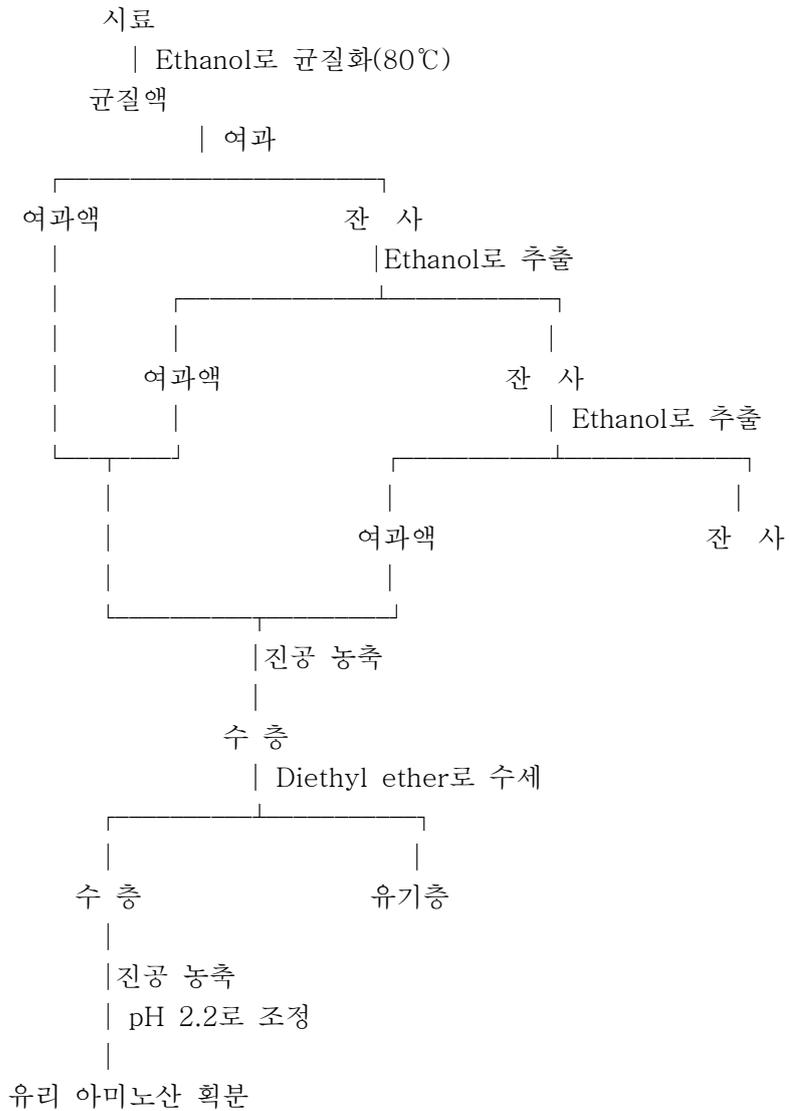 시료
Ethanol로 균질화(80℃)
균질액
여과
여과액 잔 사
Ethanol로 추출
여과액 잔 사
Ethanol로 추출
여과액 잔 사
진공 농축
수 층
Diethyl ether로 수세
수 층 유기층
진공 농축
pH 2.2로 조정
유리 아미노산 획분